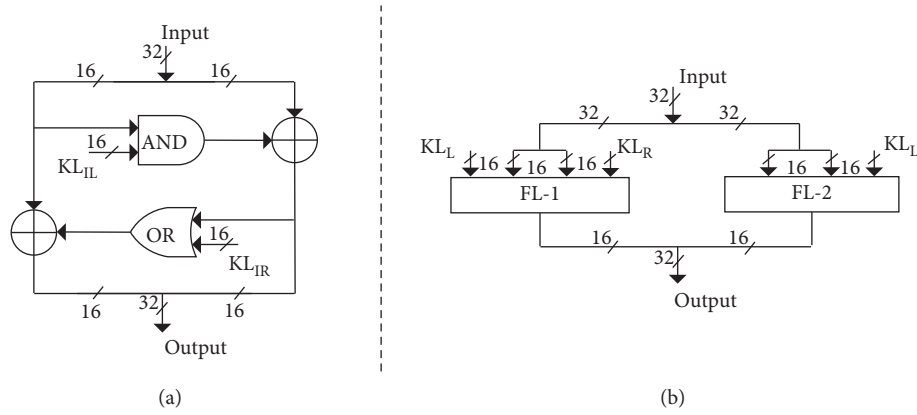 Input
32
16
16
16
AND
KL_IL
OR
16
KL_IR
16
32
16
Output
(a)
Input
32
32
32
KL_L
16
16
16
KL_R
FL-1
16
16
KL_L
FL-2
16
16
32
Output
(b)